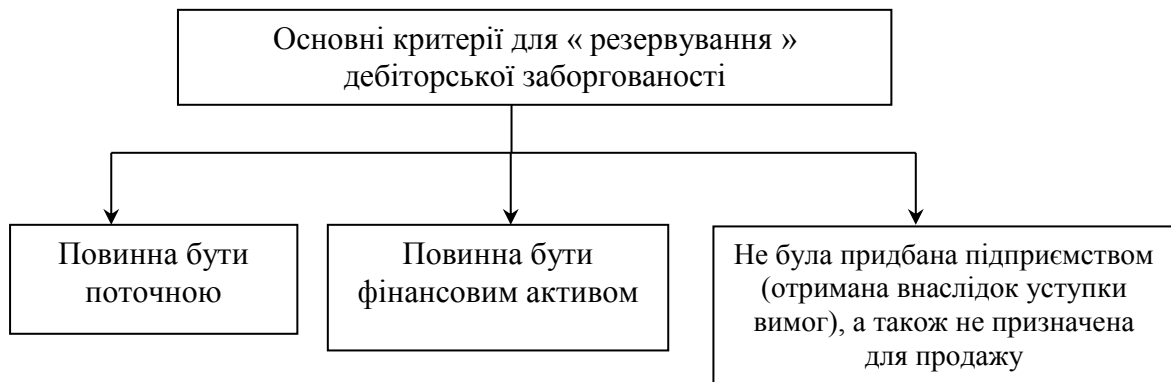 Основні критерії для « резервування »
дебіторської заборгованості
Повинна бути
поточною
Повинна бути
фінансовим активом
Не була придбана підприємством
(отримана внаслідок уступки
вимог), а також не призначена
для продажу